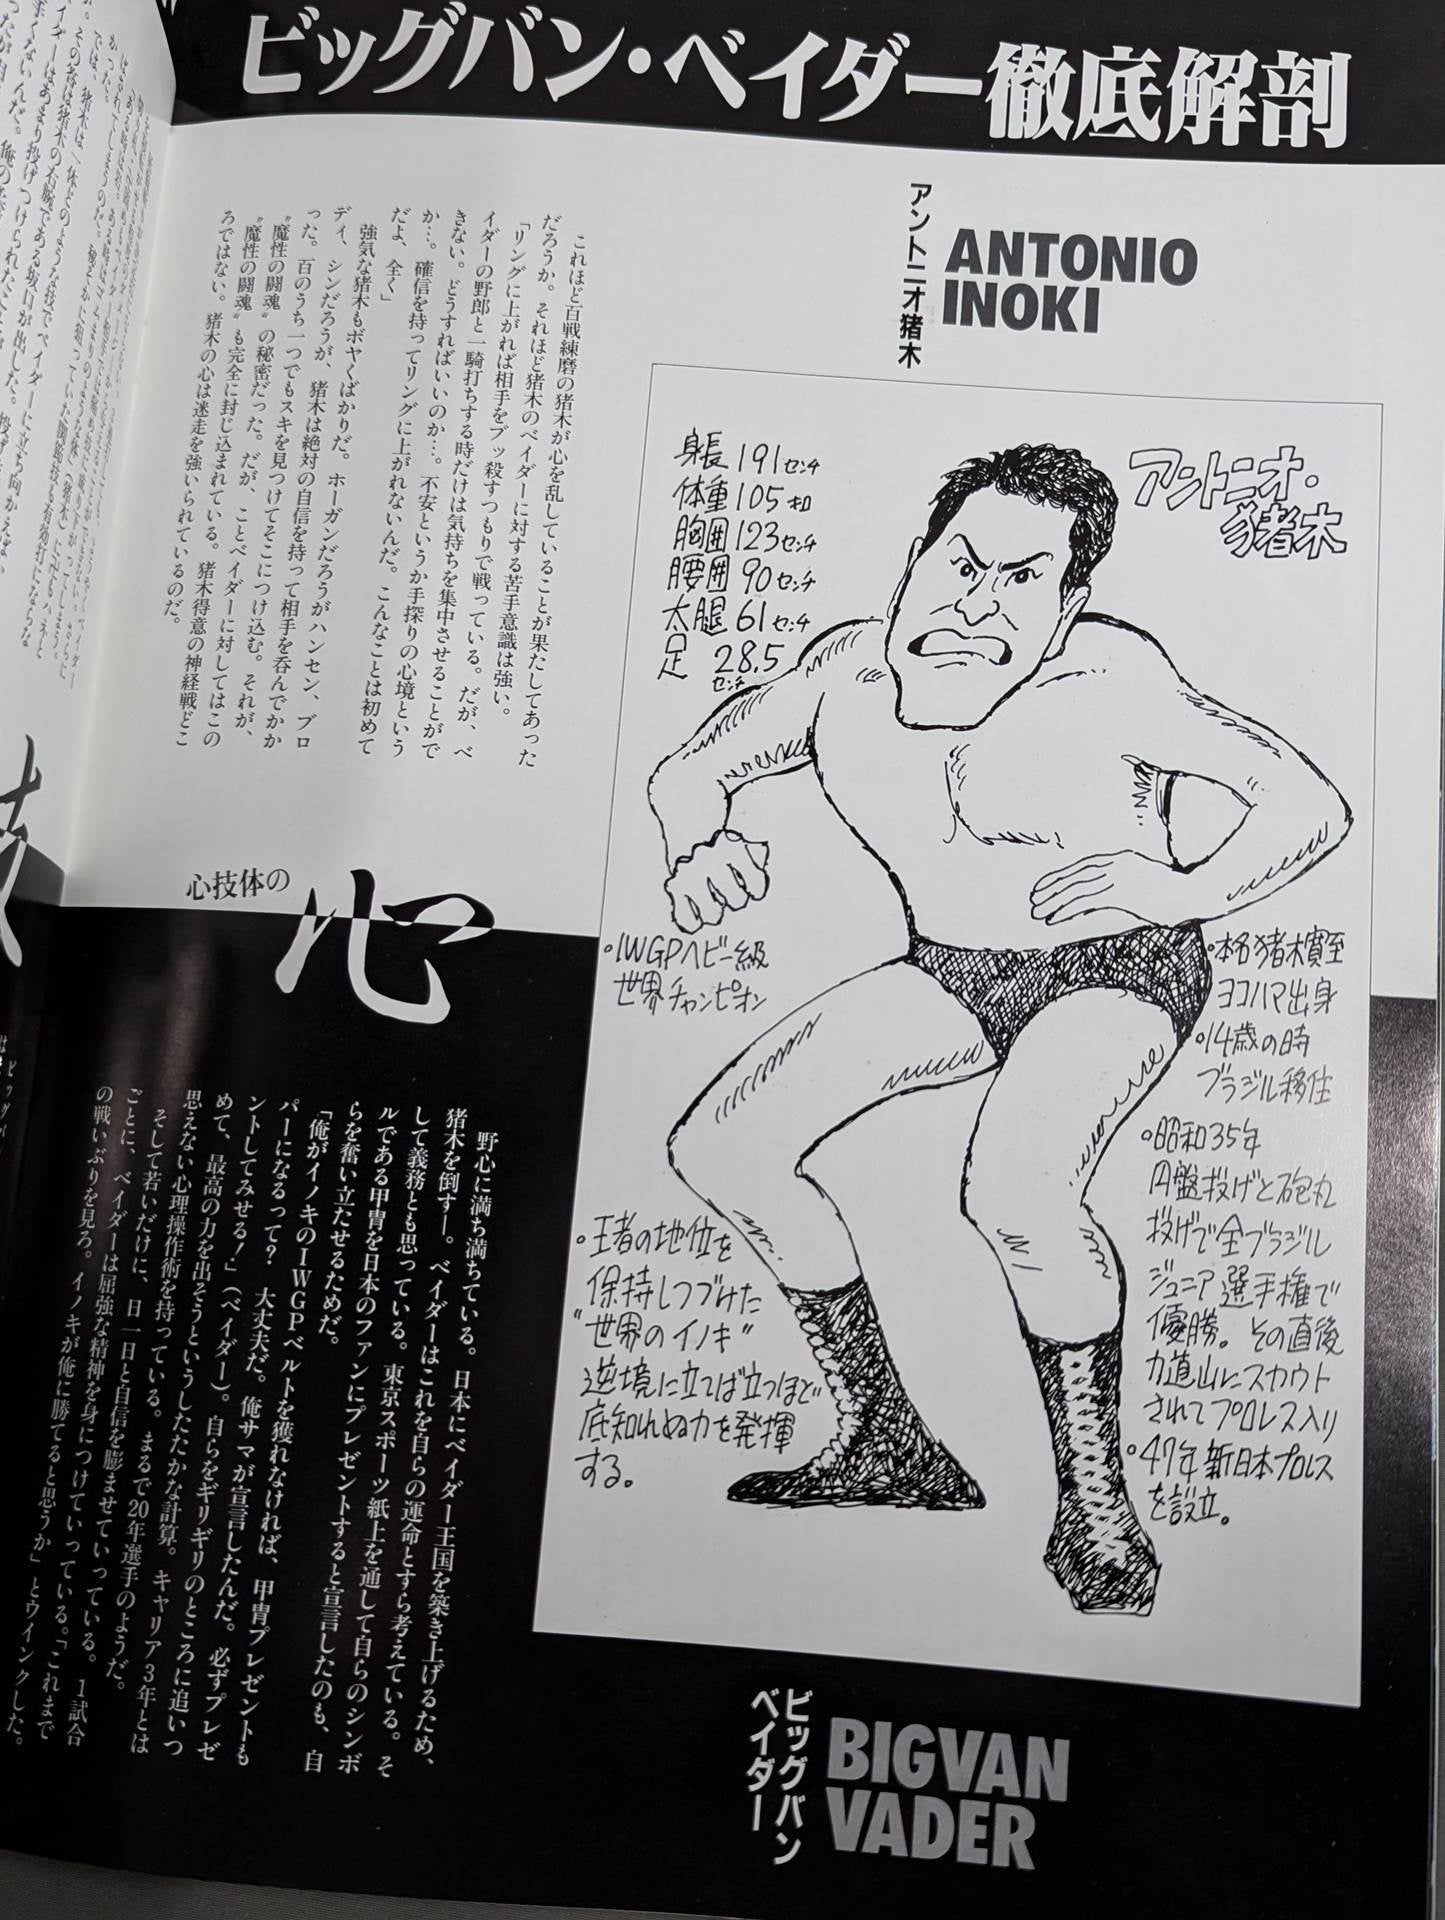 ビッグバン・ベイダー徹底解剖
アントニオ猪木
ANTONIO
INOKI
アントニオ・
猪木
身長191センチ
体重105キロ
胸囲123センチ
腰囲90センチ
太腿61センチ
足 28.5
センチ
・IWGPヘビー級
世界チャンピオン
・本名猪木寛至
ヨコハマ出身
・14歳の時
ブラジル移住
・昭和35年
円盤投げと砲丸
投げで全ブラジル
ジュニア選手権で
優勝。その直後
力道山にスカウト
されてプロレス入り
・47年新日本プロレス
を設立。
・王者の地位を
保持しつづけた
“世界のイノキ”
逆境に立てば立つほど
底知れぬ力を発揮
する。
これほど百戦練磨の猪木が心を乱していることが果たしてあった
だろうか。それほど猪木のベイダーに対する苦手意識は強い。
「リングに上がれば相手をブッ殺すつもりで戦っている。だが、ベ
イダーの野郎と一騎打ちする時だけは気持ちを集中させることがで
きない。どうすればいいのか…。不安というか手探りの心境という
か…。確信を持ってリングに上がれないんだ。こんなことは初めて
だよ、全く」
強気な猪木もボヤくばかりだ。ホーガンだろうがハンセン、ブロ
ディ、シンだろうが、猪木は絶対の自信を持って相手を呑んでかか
った。百のうち一つでもスキを見つけてそこにつけ込む。それが、
“魔性の闘魂”の秘密だった。だが、ことベイダーに対してはこの
“魔性の闘魂”も完全に封じ込まれている。猪木得意の神経戦どこ
ろではない。猪木の心は迷走を強いられているのだ。
心技体の
心
野心に満ち満ちている。日本にベイダー王国を築き上げるため、
猪木を倒すー。ベイダーはこれを自らの運命とすら考えている。そ
して義務とも思っている。東京スポーツ紙上を通して自らのシンボ
ルである甲冑を日本のファンにプレゼントすると宣言したのも、自
らを奮い立たせるためだ。
「俺がイノキのIWGPベルトを獲れなければ、甲冑プレゼントも
パーになるって？　大丈夫だ。俺サマが宣言したんだ。必ずプレゼ
ントしてみせる！」（ベイダー）。自らをギリギリのところに追いつ
めて、最高の力を出そうというしたたかな計算。キャリア3年とは
思えない心理操作術を持っている。まるで20年選手のようだ。
そして若いだけに、日一日と自信を膨ませていっている。1試合
ごとに、ベイダーは屈強な精神を身につけていっている。「これまで
の戦いぶりを見ろ。イノキが俺に勝てると思うか」とウインクした。
ビッグバン
ベイダー
BIGVAN
VADER